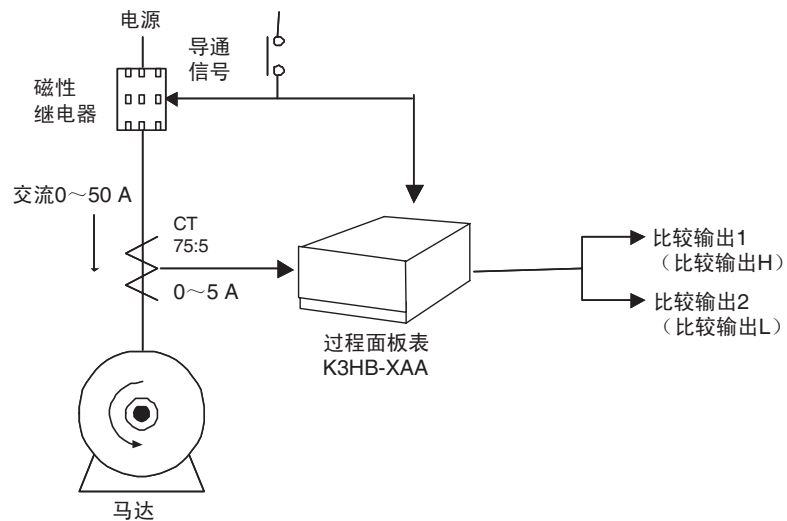 电源
导通
信号
磁性
继电器
交流0～50 A
CT
75:5
0～5 A
比较输出1
（比较输出H）
比较输出2
（比较输出L）
过程面板表
K3HB-XAA
马达